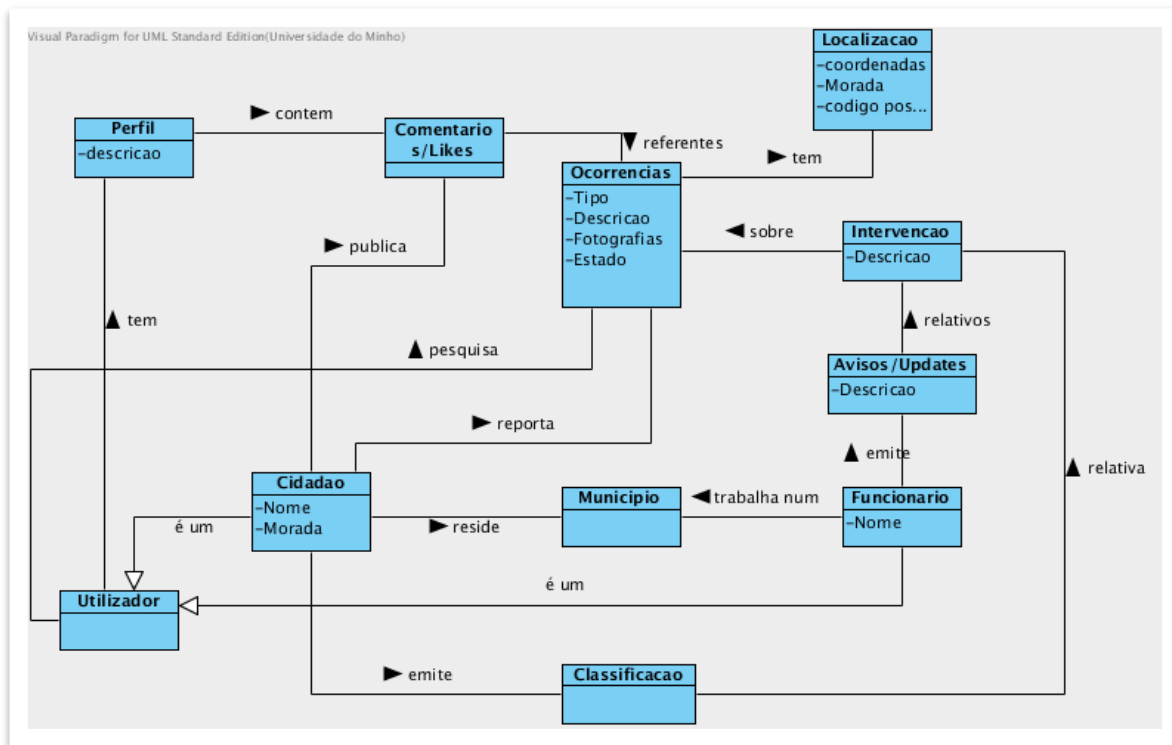 Visual Paradigm for UML Standard Edition(Universidade do Minho)
Localizacao
-coordenadas
-Morada
-codigo pos...
contem
Perfil
-descricao
Comentario
s/Likes
referentes
tem
Ocorrencias
-Tipo
-Descricao
-Fotografias
-Estado
sobre
Intervencao
-Descricao
publica
tem
pesquisa
relativos
Avisos/Updates
-Descricao
reporta
emite
relativa
Cidadao
-Nome
-Morada
é um
reside
Municipio
trabalha num
Funcionario
-Nome
é um
Utilizador
emite
Classificacao